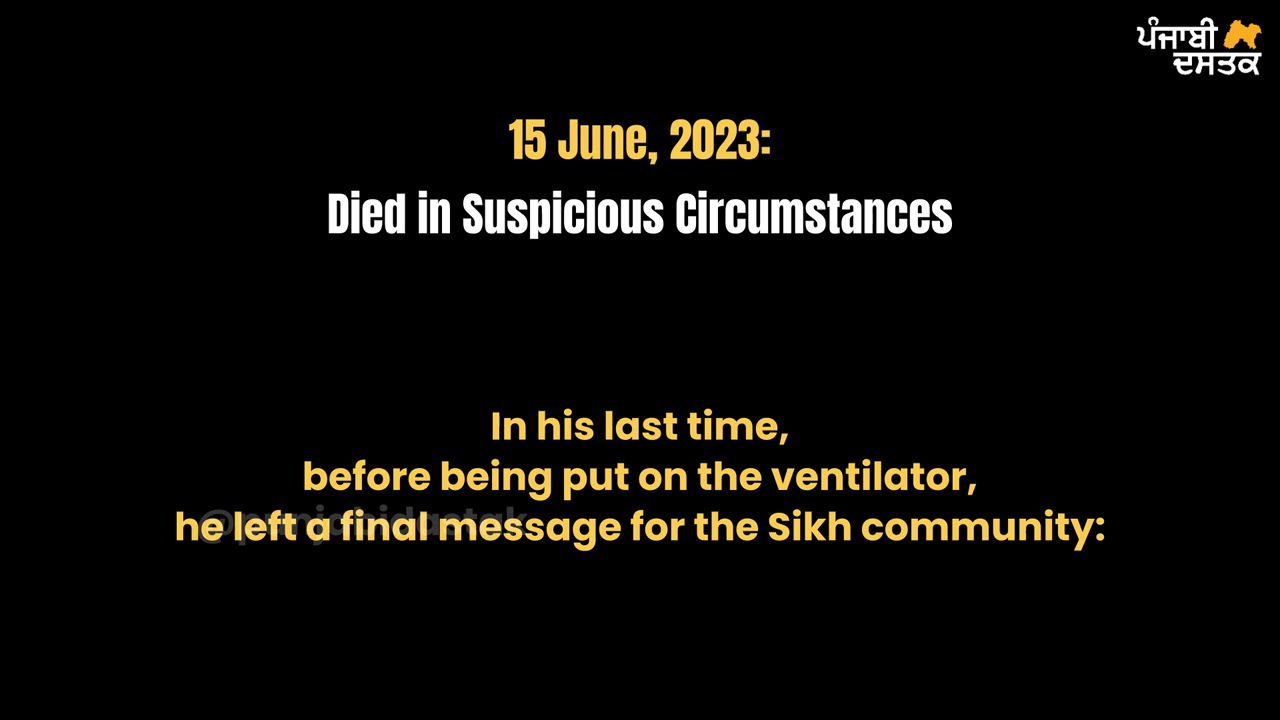 ਪੰਜਾਬੀ
ਦਸਤਕ
15 June, 2023:
Died in Suspicious Circumstances
In his last time,
before being put on the ventilator,
he left a final message for the Sikh community:
@punjabidastak